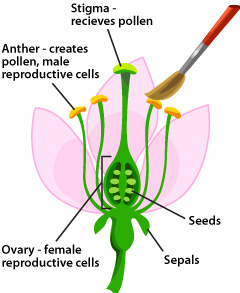 Stigma -
recieves pollen
Anther - creates
pollen, male
reproductive cells
Seeds
Ovary - female
reproductive cells
Sepals